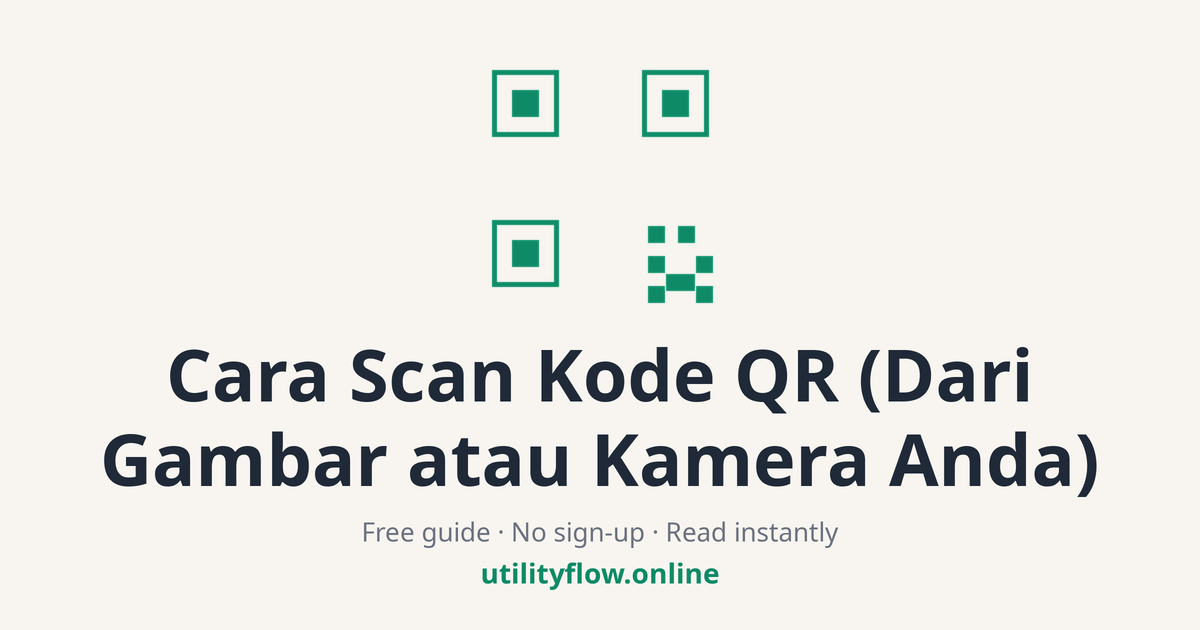 Cara Scan Kode QR (Dari
Gambar atau Kamera Anda)
Free guide · No sign-up · Read instantly
utilityflow.online